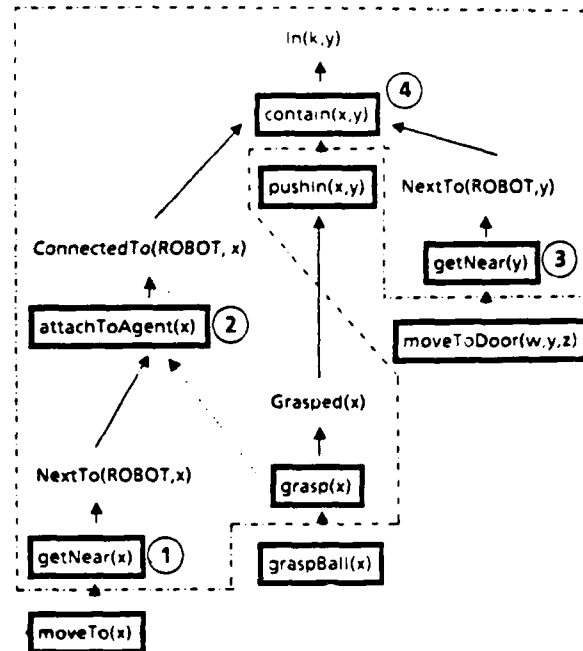 In(k,y)
4
contain(x,y)
pushIn(x,y)
NextTo(ROBOT,y)
ConnectedTo(ROBOT, x)
getNear(y)
3
attachToAgent(x)
2
moveToDoor(w,y,z)
Grasped(x)
NextTo(ROBOT,x)
grasp(x)
getNear(x)
1
graspBall(x)
moveTo(x)